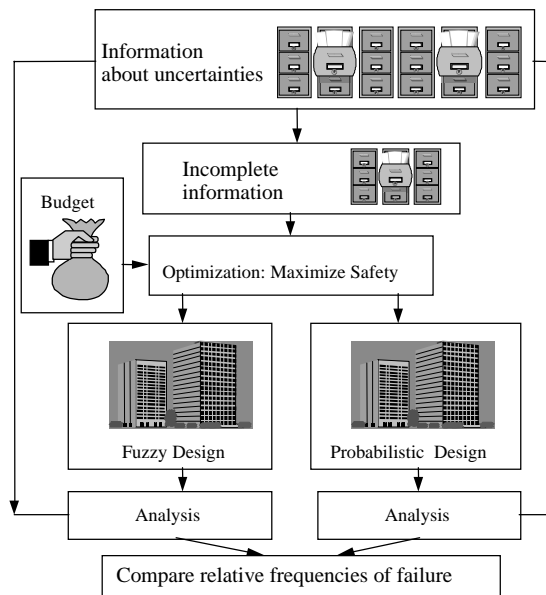 Information
about uncertainties
Incomplete
information
Budget
Optimization: Maximize Safety
Fuzzy Design
Probabilistic Design
Analysis
Analysis
Compare relative frequencies of failure